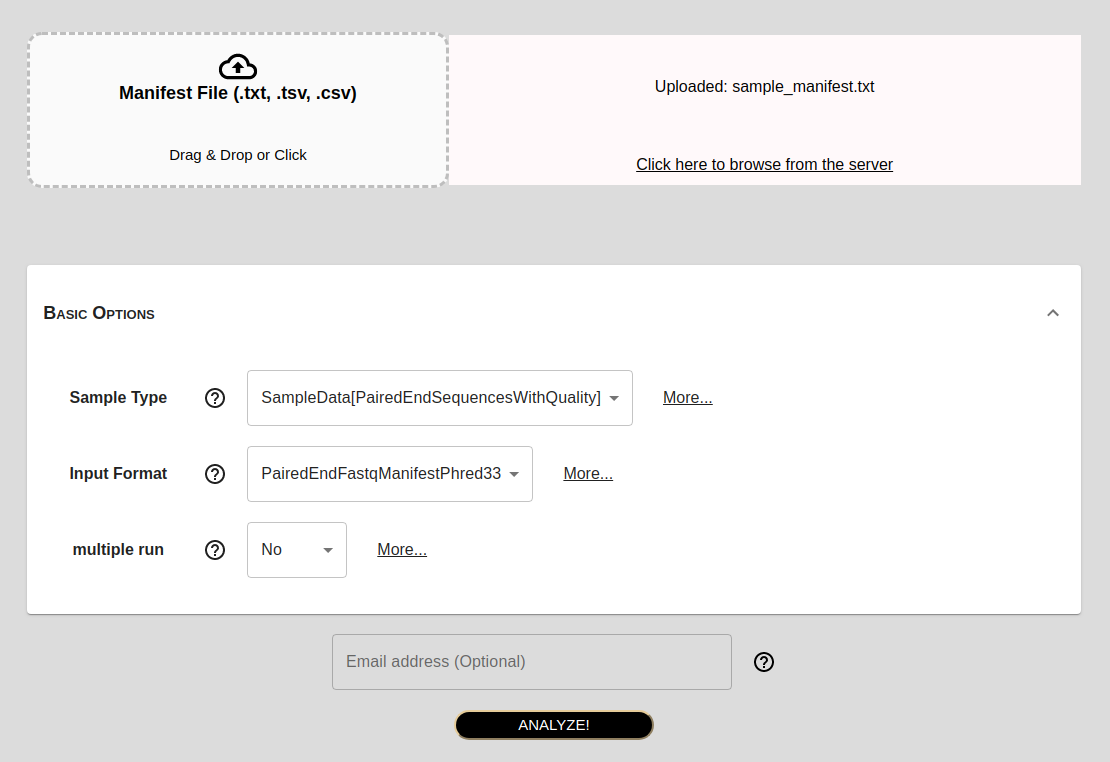 Manifest File (.txt, .tsv, .csv)
Drag & Drop or Click
Uploaded: sample_manifest.txt
Click here to browse from the server
Basic Options
Sample Type
SampleData[PairedEndSequencesWithQuality]
More...
Input Format
PairedEndFastqManifestPhred33
More...
multiple run
No
More...
Email address (Optional)
ANALYZE!